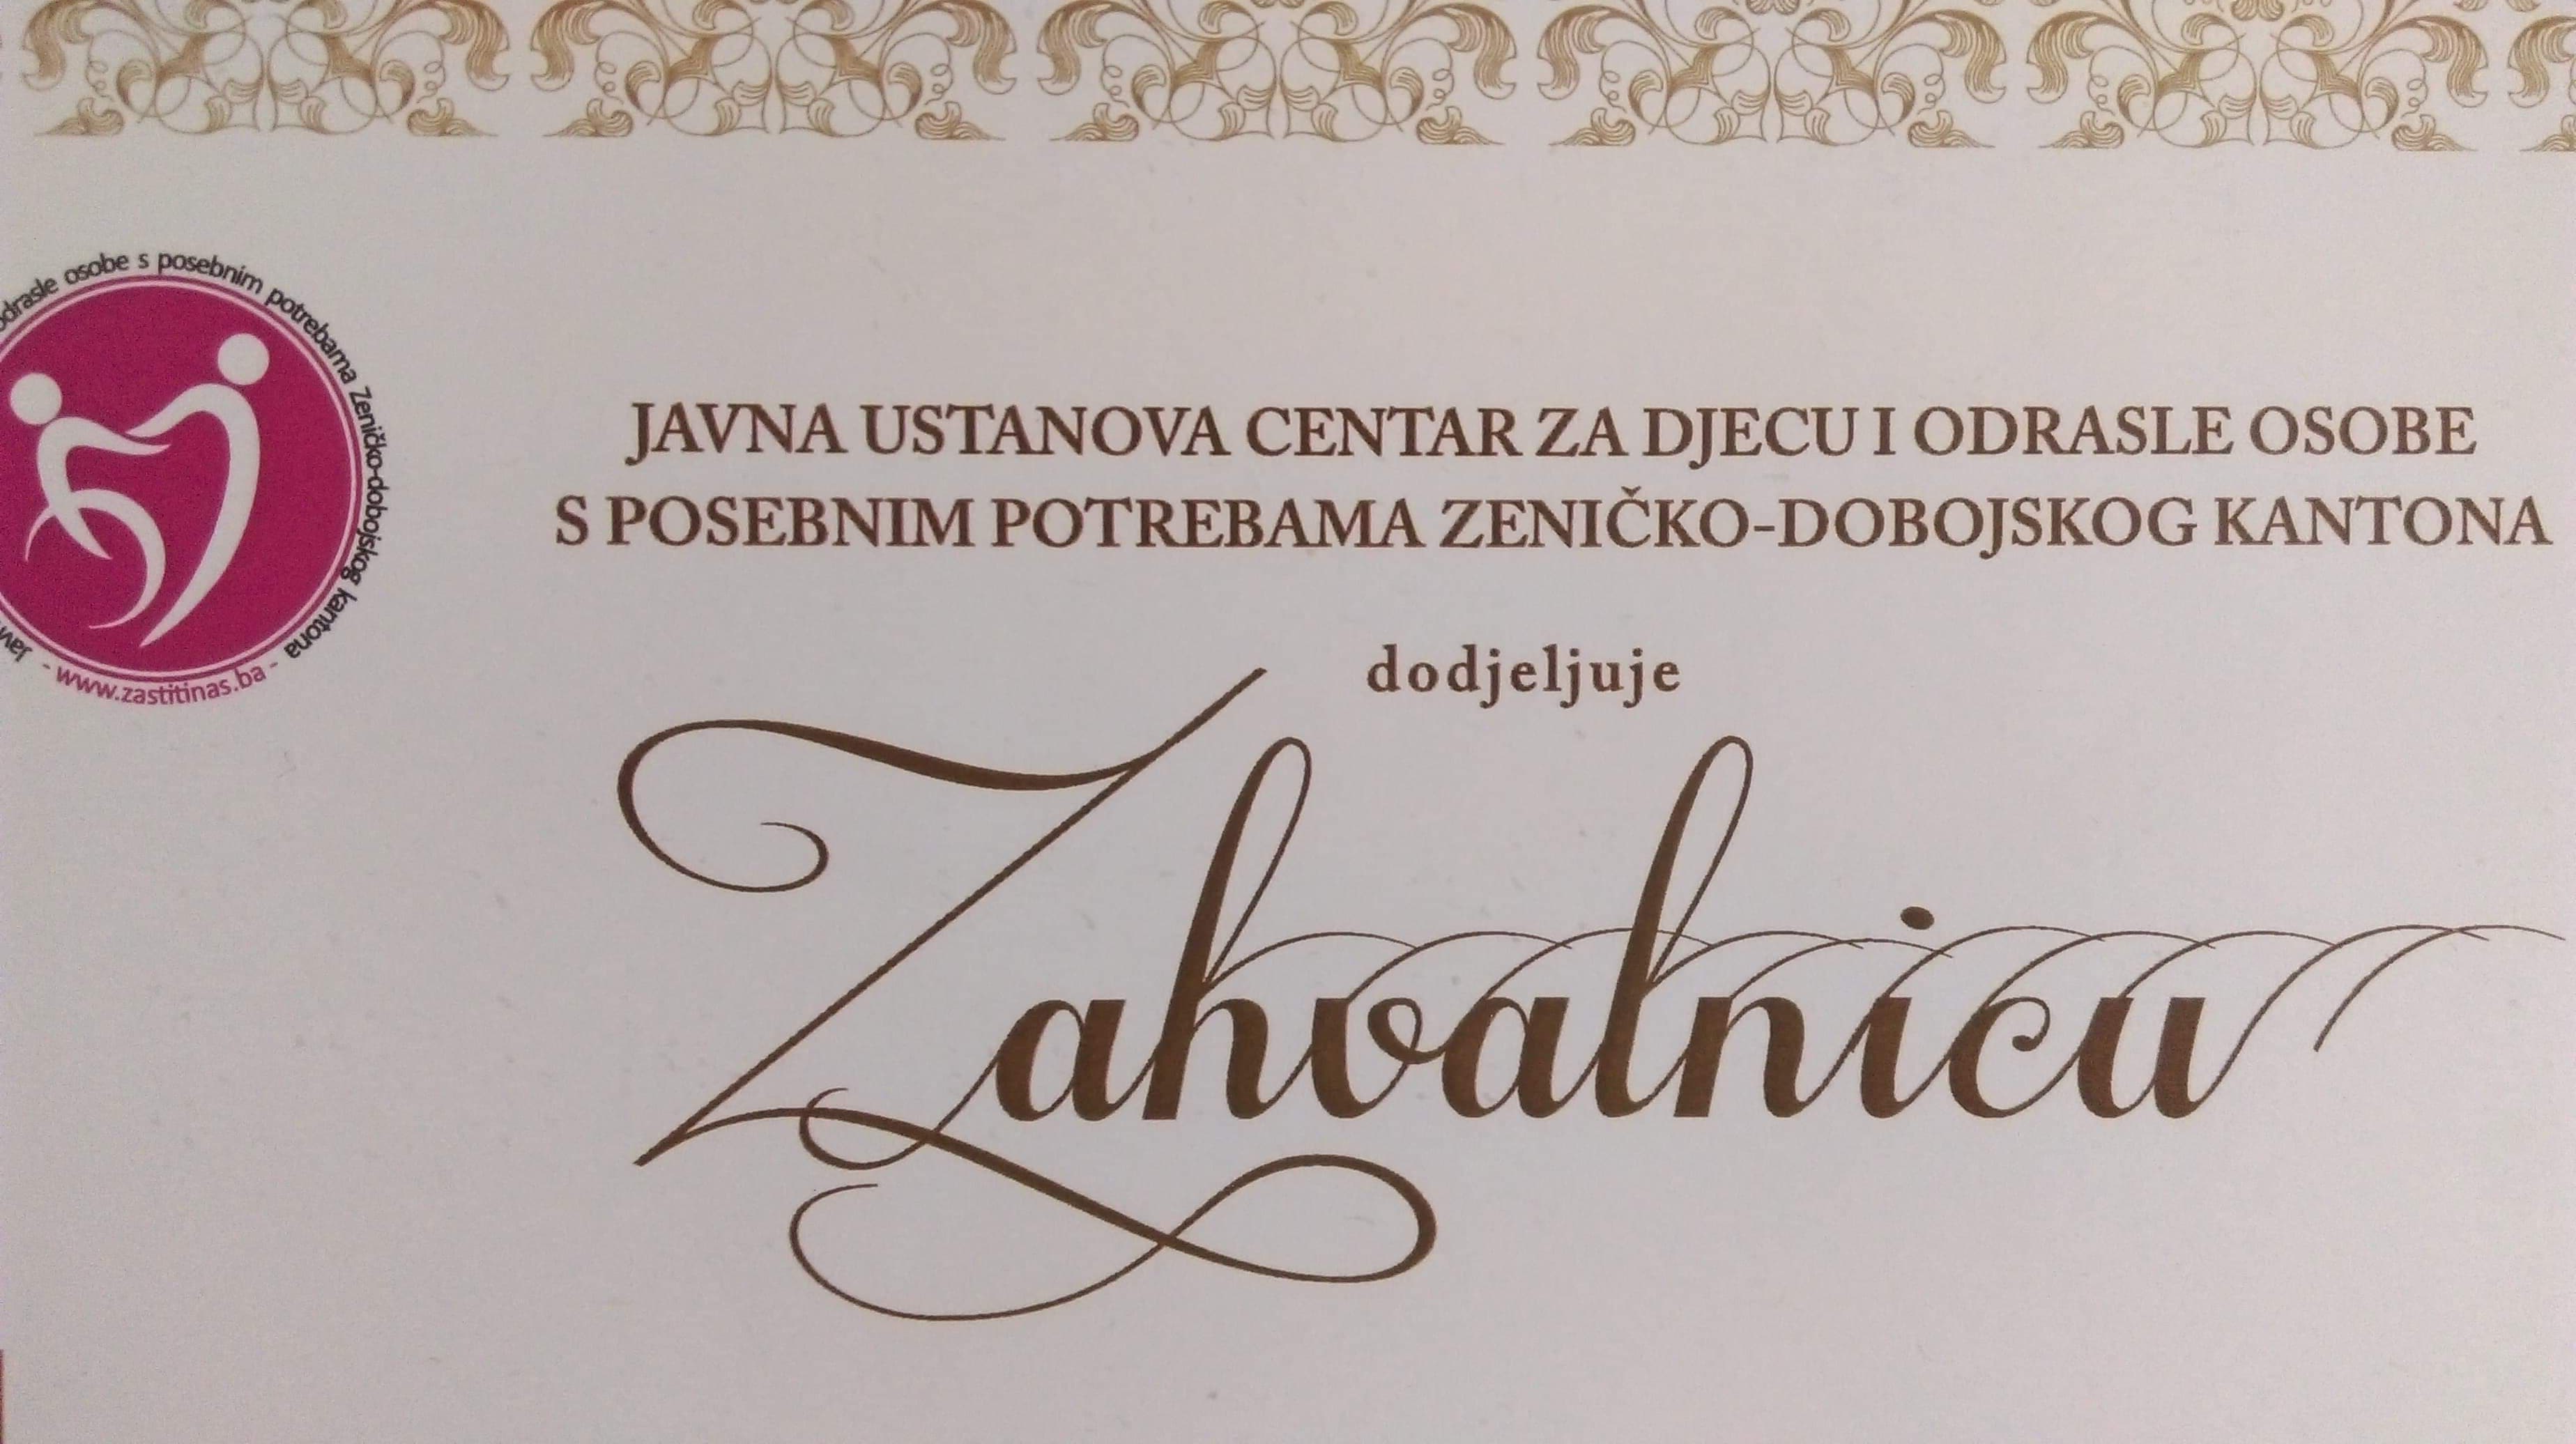 odrasle osobe s posebnim potrebama Zeničko-dobojskog kantona
- www.zastitinas.ba -
JAVNA USTANOVA CENTAR ZA DJECU I ODRASLE OSOBE
S POSEBNIM POTREBAMA ZENIČKO-DOBOJSKOG KANTONA
dodjeljuje
Zahvalnicu